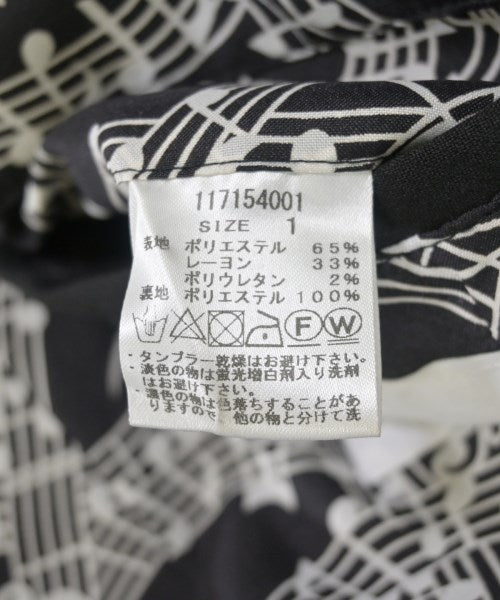 117154001
SIZE 1
表地 ポリエステル 65%
レーヨン 33%
ポリウレタン 2%
裏地 ポリエステル 100%
F W
・タンブラー乾燥はお避け下さい。
・淡色の物は蛍光増白剤入り洗剤
はお避け下さい。
・濃色の物は色落ちすることがあ
りますので、他の物と分けて洗